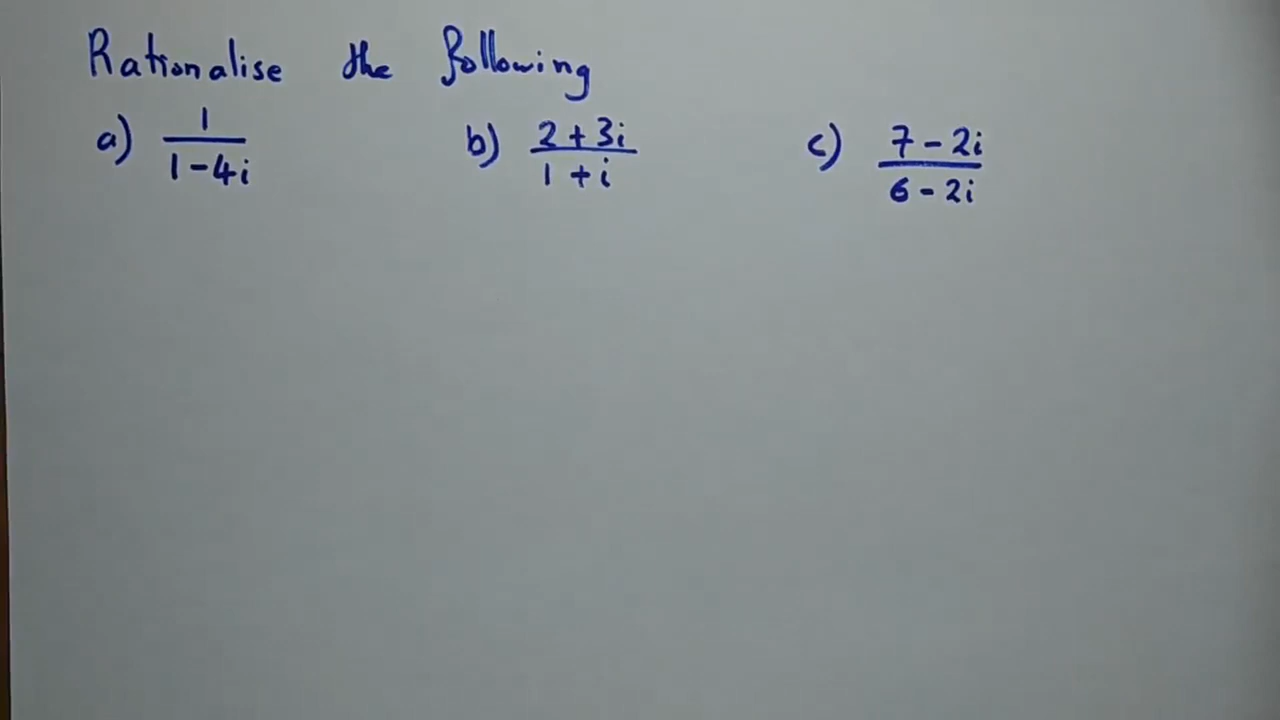 Rationalise the following
a) 1/(1-4i) b) (2+3i)/(1+i) c) (7-2i)/(6-2i)